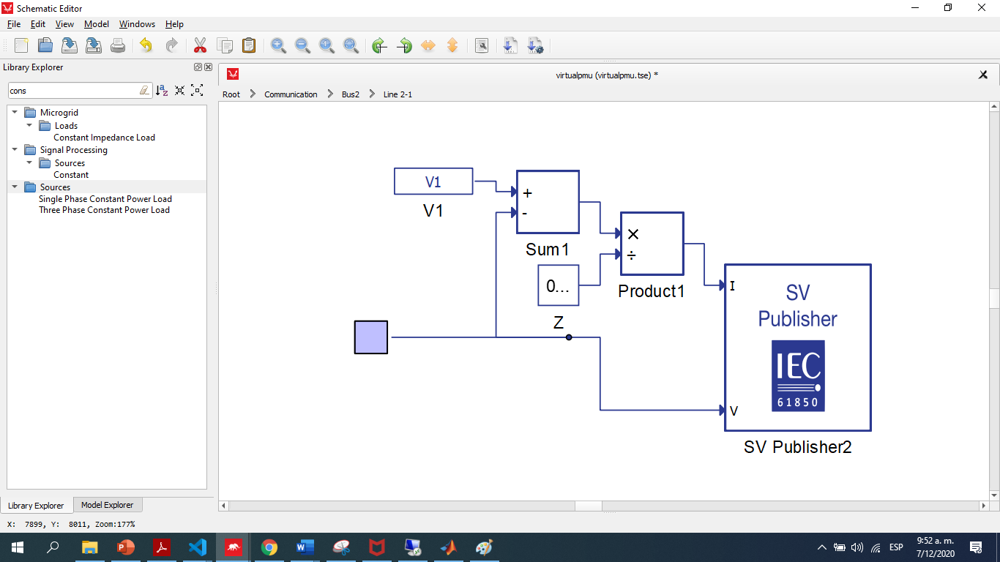 Schematic Editor
File Edit View Model Windows Help
Library Explorer
virtualpmu (virtualpmu.tse) *
cons
Root Communication Bus2 Line 2-1
Microgrid
Loads
Constant Impedance Load
Signal Processing
Sources
Constant
Sources
Single Phase Constant Power Load
Three Phase Constant Power Load
V1
V1
+
-
Sum1
×
÷
Product1
0...
Z
I
SV
Publisher
IEC
61850
V
SV Publisher2
Library Explorer Model Explorer
X: 7899, Y: 8011, Zoom:177%
ESP
9:52 a. m.
7/12/2020